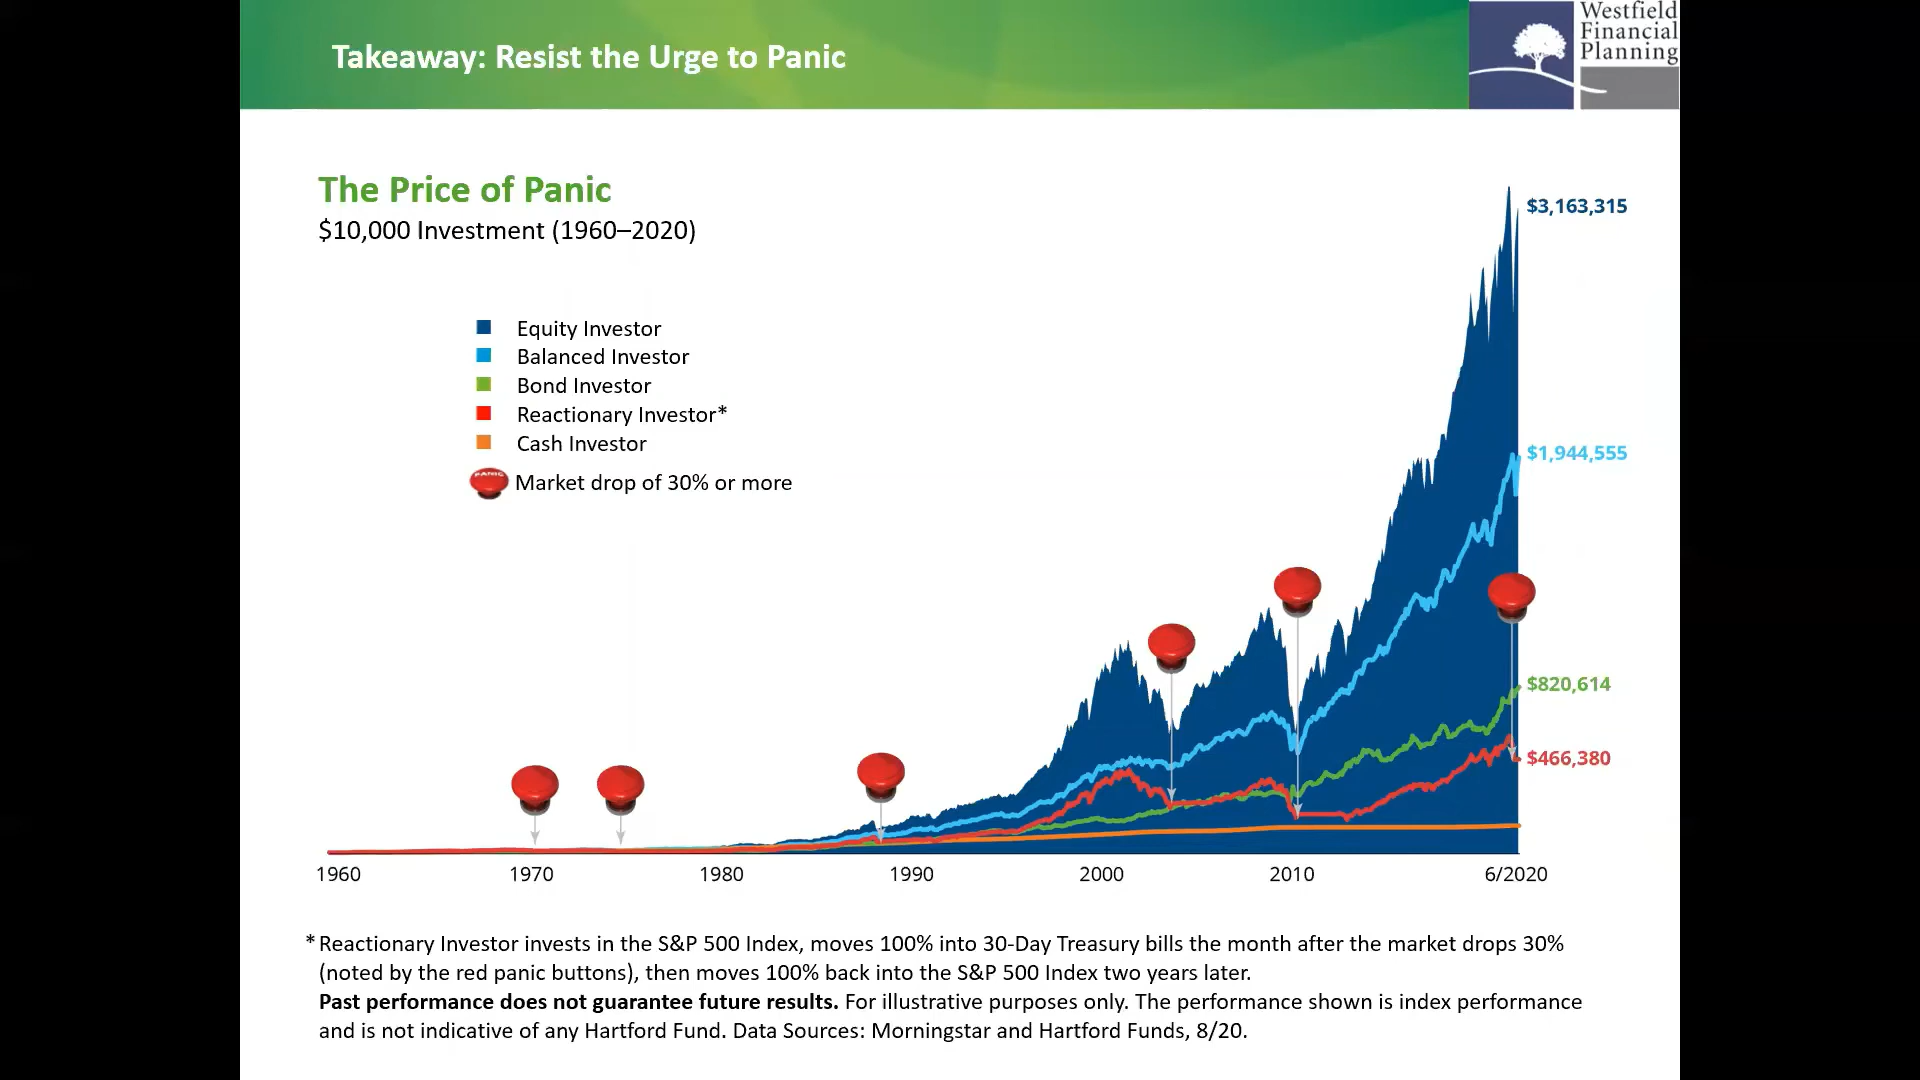 Takeaway: Resist the Urge to Panic
Westfield
Financial
Planning
The Price of Panic
$10,000 Investment (1960–2020)
$3,163,315
Equity Investor
Balanced Investor
Bond Investor
Reactionary Investor*
Cash Investor
PANIC
Market drop of 30% or more
$1,944,555
$820,614
$466,380
1960 1970 1980 1990 2000 2010 6/2020
*Reactionary Investor invests in the S&P 500 Index, moves 100% into 30-Day Treasury bills the month after the market drops 30%
(noted by the red panic buttons), then moves 100% back into the S&P 500 Index two years later.
Past performance does not guarantee future results. For illustrative purposes only. The performance shown is index performance
and is not indicative of any Hartford Fund. Data Sources: Morningstar and Hartford Funds, 8/20.